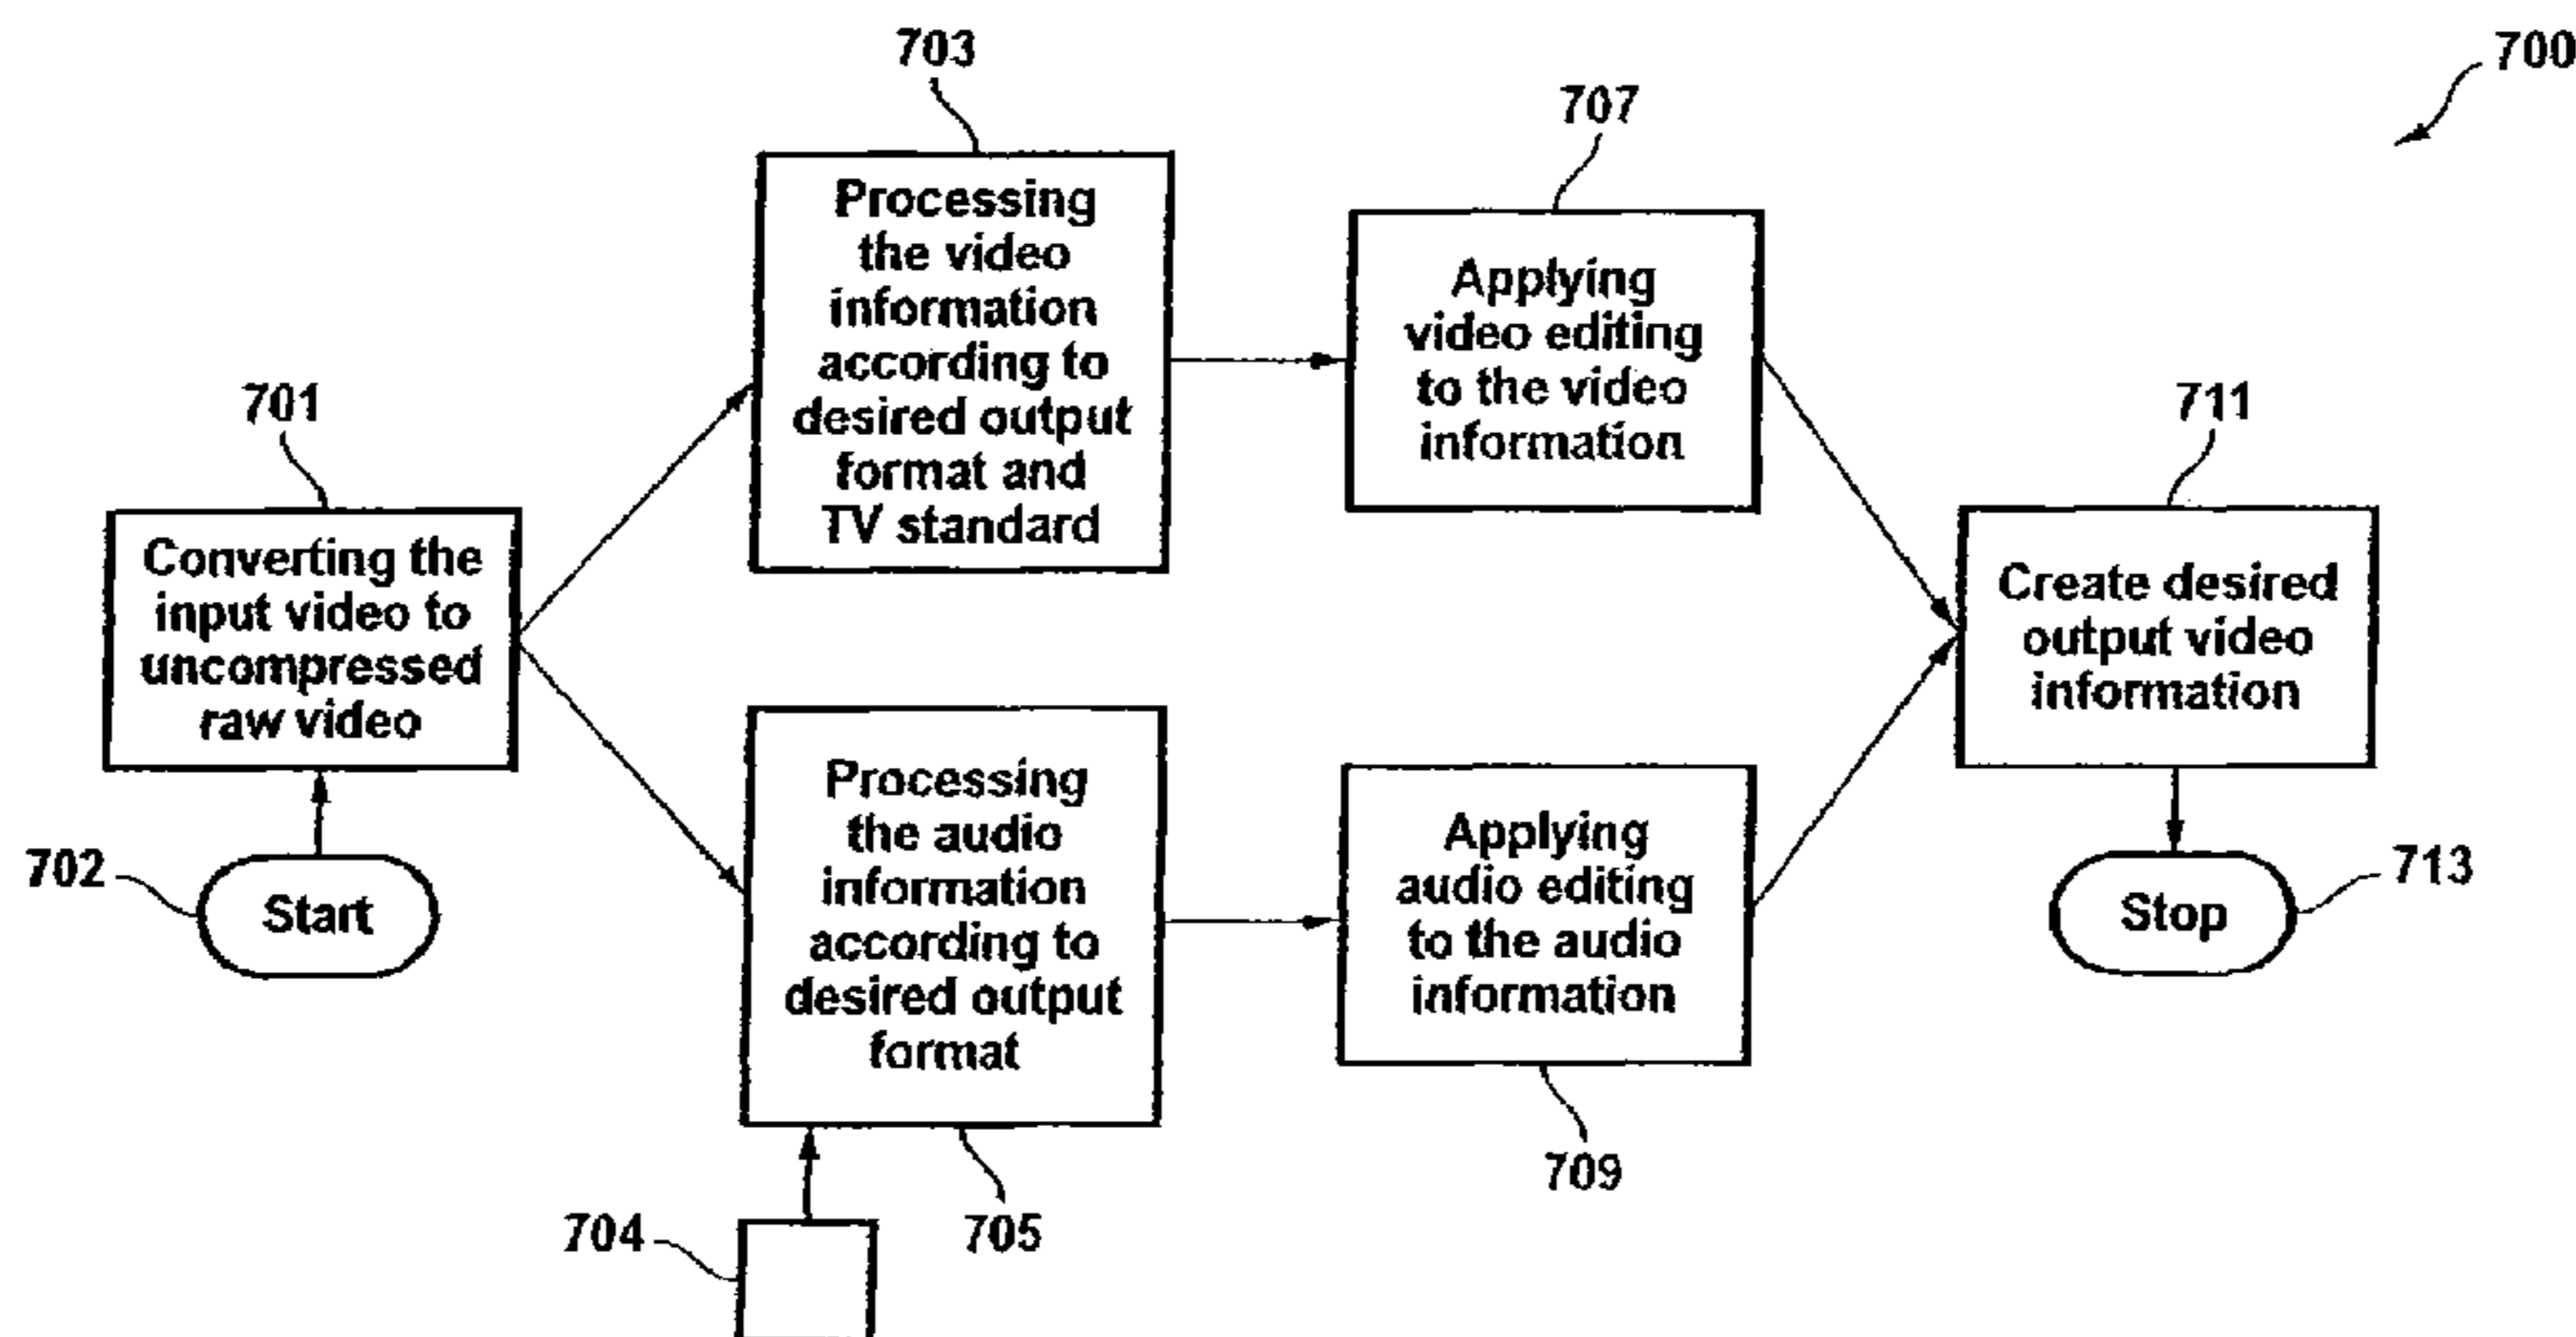 700
703
Processing
the video
information
according to
desired output
format and
TV standard
707
Applying
video editing
to the video
information
701
Converting the
input video to
uncompressed
raw video
711
Create desired
output video
information
702
Start
Processing
the audio
information
according to
desired output
format
705
704
Applying
audio editing
to the audio
information
709
Stop
713